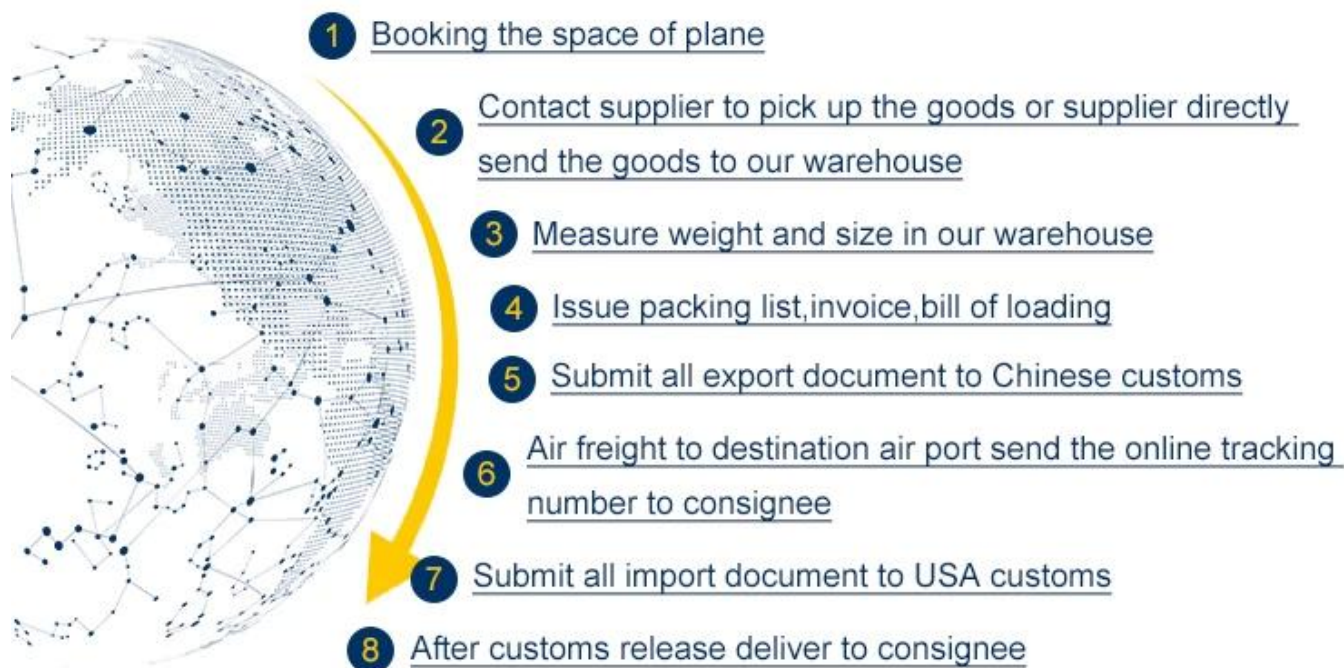 1 Booking the space of plane
2 Contact supplier to pick up the goods or supplier directly
send the goods to our warehouse
3 Measure weight and size in our warehouse
4 Issue packing list,invoice,bill of loading
5 Submit all export document to Chinese customs
6 Air freight to destination air port send the online tracking
number to consignee
7 Submit all import document to USA customs
8 After customs release deliver to consignee